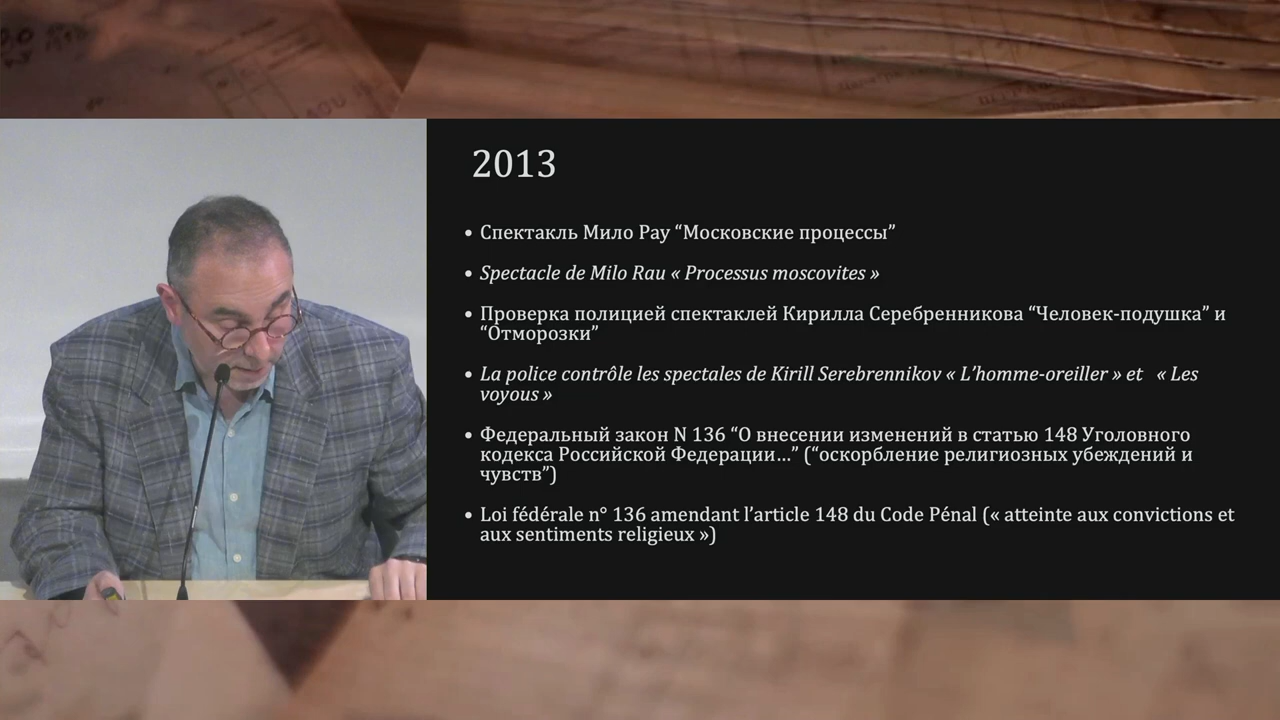 2013
• Спектакль Мило Рау “Московские процессы”
• Spectacle de Milo Rau « Processus moscovites »
• Проверка полицией спектаклей Кирилла Серебренникова “Человек-подушка” и
“Отморозки”
• La police contrôle les spectales de Kirill Serebrennikov « L’homme-oreiller » et « Les
voyous »
• Федеральный закон N 136 “О внесении изменений в статью 148 Уголовного
кодекса Российской Федерации…” (“оскорбление религиозных убеждений и
чувств”)
• Loi fédérale n° 136 amendant l’article 148 du Code Pénal (« atteinte aux convictions et
aux sentiments religieux »)